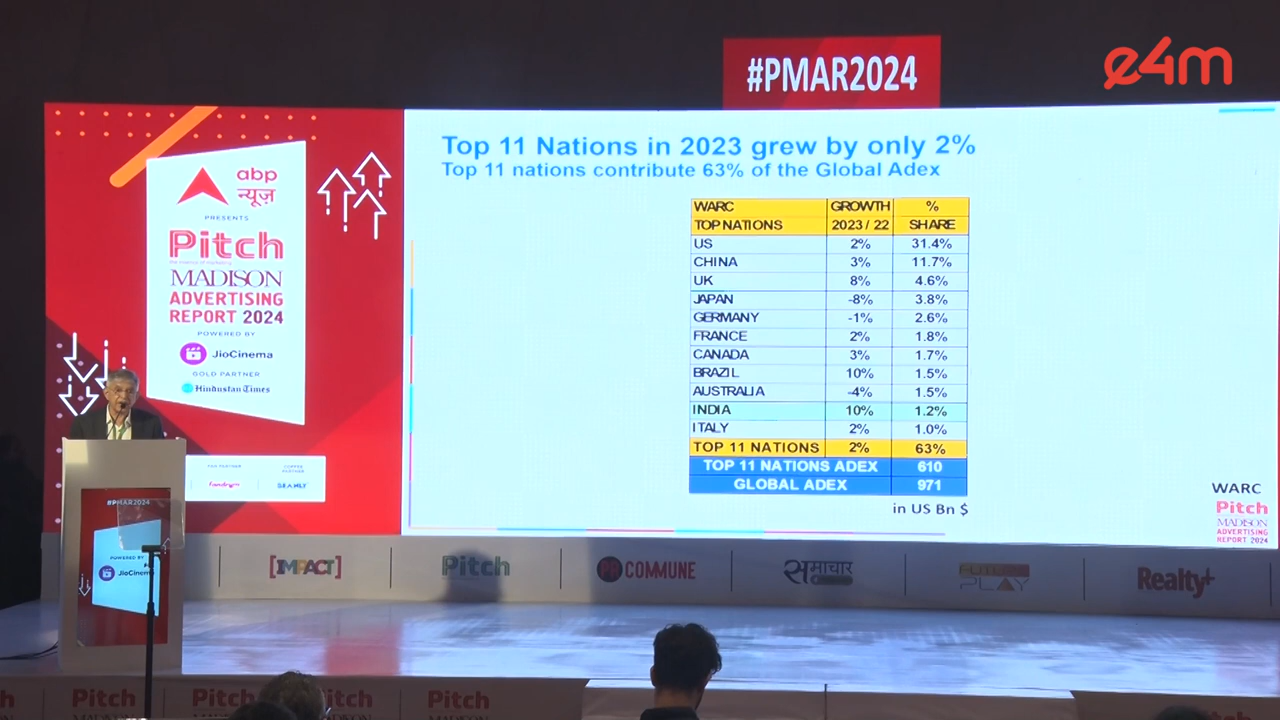 #PMAR2024
e4m
abp
न्यूज़
PRESENTS
Pitch
MADISON
ADVERTISING
REPORT 2024
POWERED BY
JioCinema
GOLD PARTNER
Hindustan Times
Top 11 Nations in 2023 grew by only 2%
Top 11 nations contribute 63% of the Global Adex
WARC GROWTH %
TOP NATIONS 2023 / 22 SHARE
US 2% 31.4%
CHINA 3% 11.7%
UK 8% 4.6%
JAPAN -8% 3.8%
GERMANY -1% 2.6%
FRANCE 2% 1.8%
CANADA 3% 1.7%
BRAZIL 10% 1.5%
AUSTRALIA -4% 1.5%
INDIA 10% 1.2%
ITALY 2% 1.0%
TOP 11 NATIONS 2% 63%
TOP 11 NATIONS ADEX 610
GLOBAL ADEX 971
in US Bn $
WARC
Pitch
MADISON
ADVERTISING
REPORT 2024
#PMAR2024
POWERED BY
JioCinema
[IMPACT]
Pitch
PR COMMUNE
समाचार
PLAY
Realty+
Pitch
Pitch
Pitch
Pitch